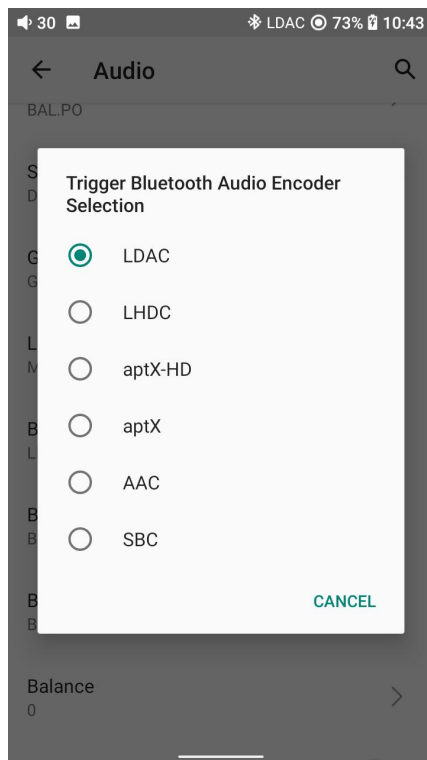 30 LDAC 73% 10:43
Audio
BAL.PO
Trigger Bluetooth Audio Encoder
Selection
LDAC
LHDC
aptX-HD
aptX
AAC
SBC
CANCEL
Balance
0